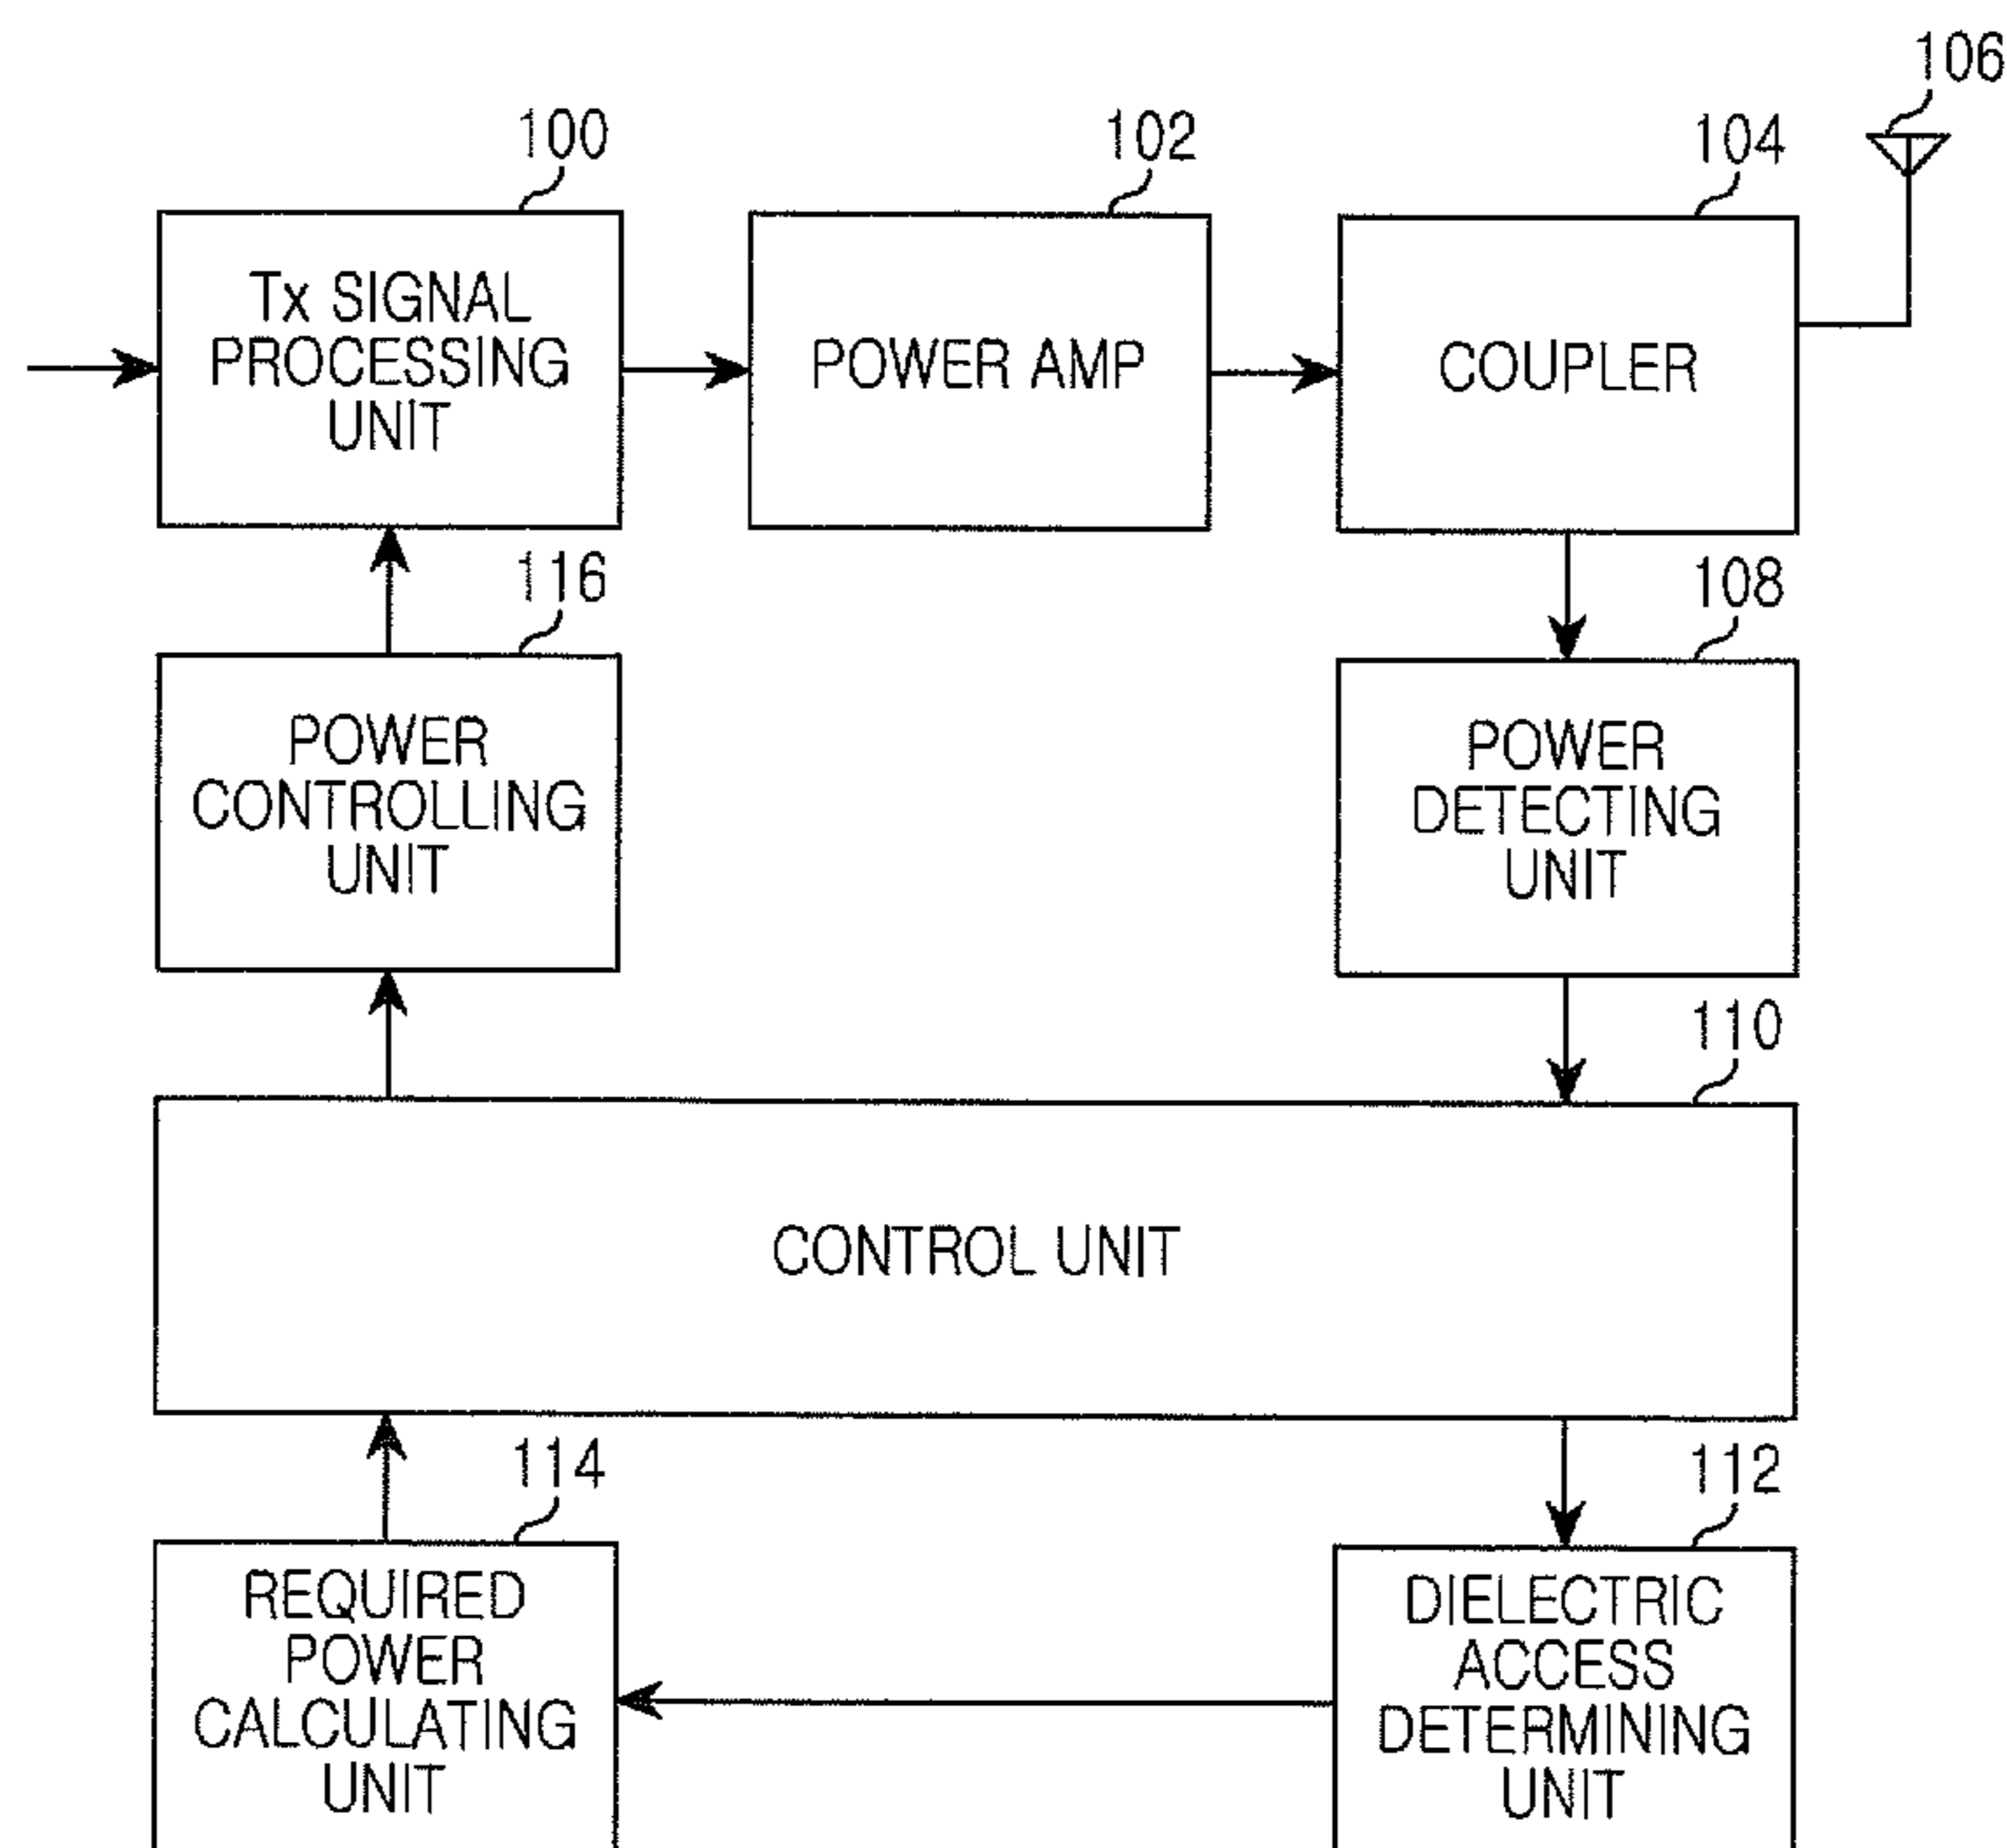 106
100
102
104
Tx SIGNAL
PROCESSING
UNIT
POWER AMP
COUPLER
116
108
POWER
CONTROLLING
UNIT
POWER
DETECTING
UNIT
110
CONTROL UNIT
114
112
REQUIRED
POWER
CALCULATING
UNIT
DIELECTRIC
ACCESS
DETERMINING
UNIT